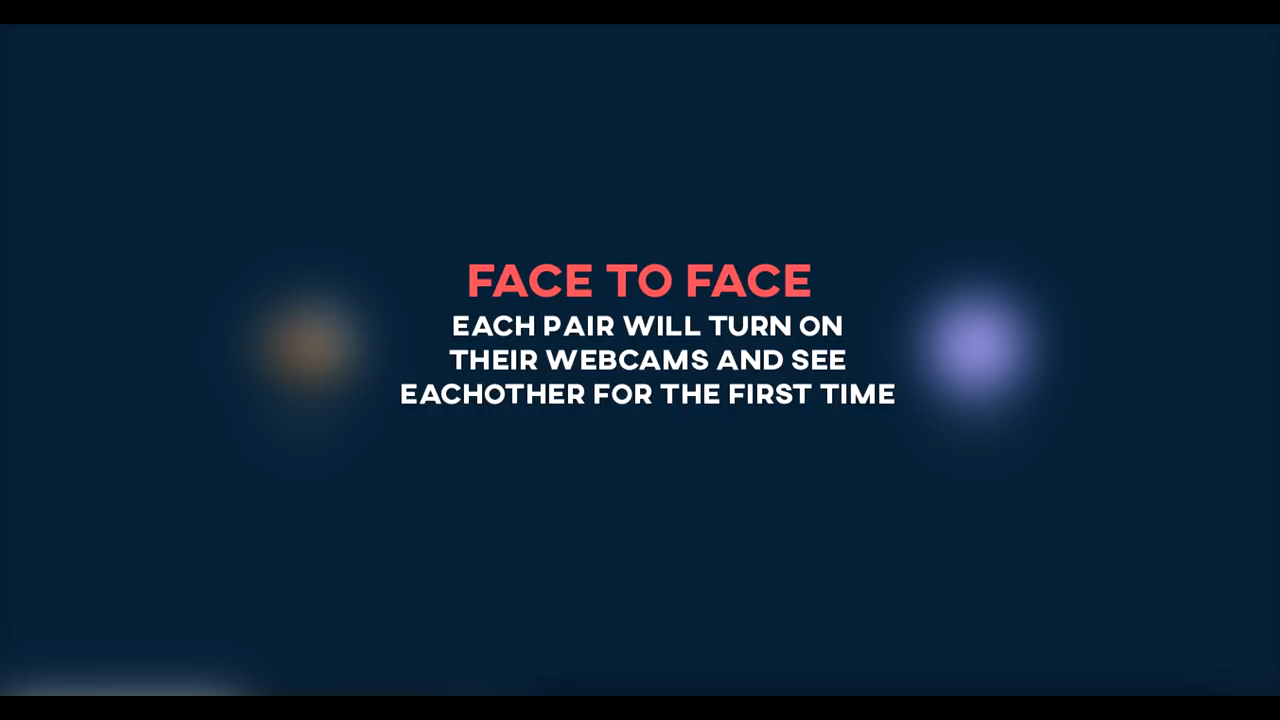 FACE TO FACE
EACH PAIR WILL TURN ON
THEIR WEBCAMS AND SEE
EACHOTHER FOR THE FIRST TIME